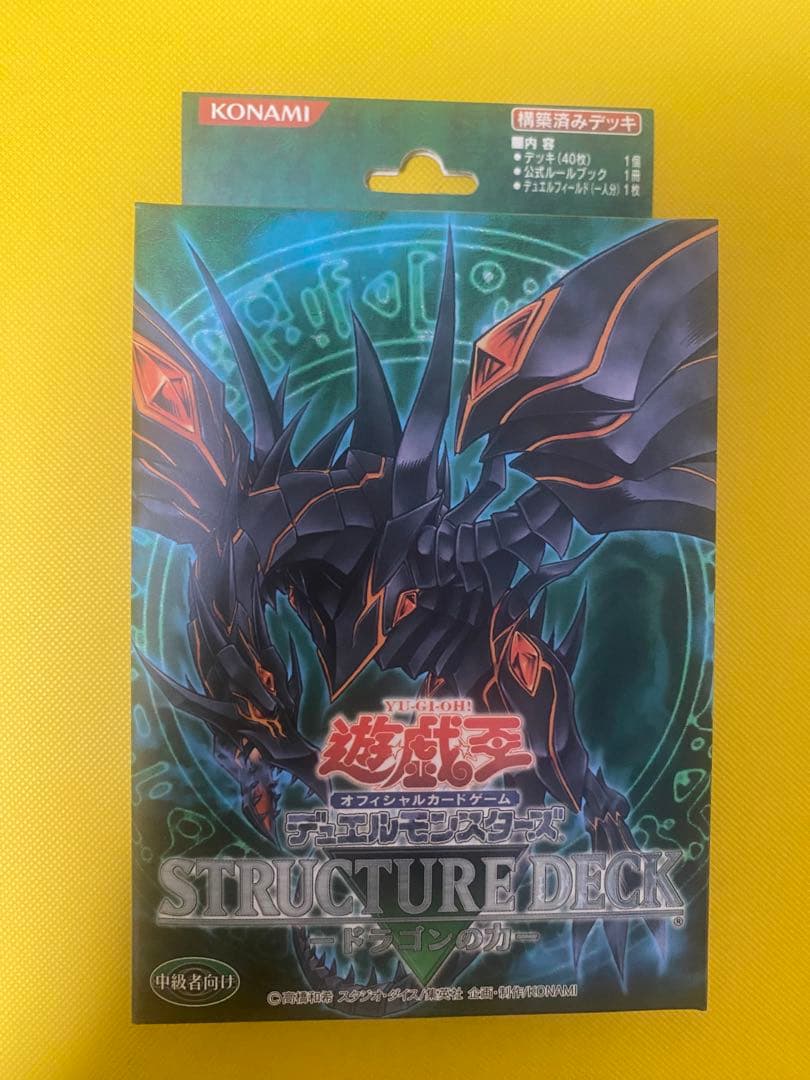 KONAMI
構築済みデッキ
■内 容
● デッキ(40枚) 1個
● 公式ルールブック 1冊
● デュエルフィールド(一人分) 1枚
YU-GI-OH!
遊戯王
オフィシャルカードゲーム
デュエルモンスターズ
STRUCTURE DECK®
ードラゴンの力ー
中級者向け
©高橋和希 スタジオ・ダイス/集英社 企画・制作/KONAMI